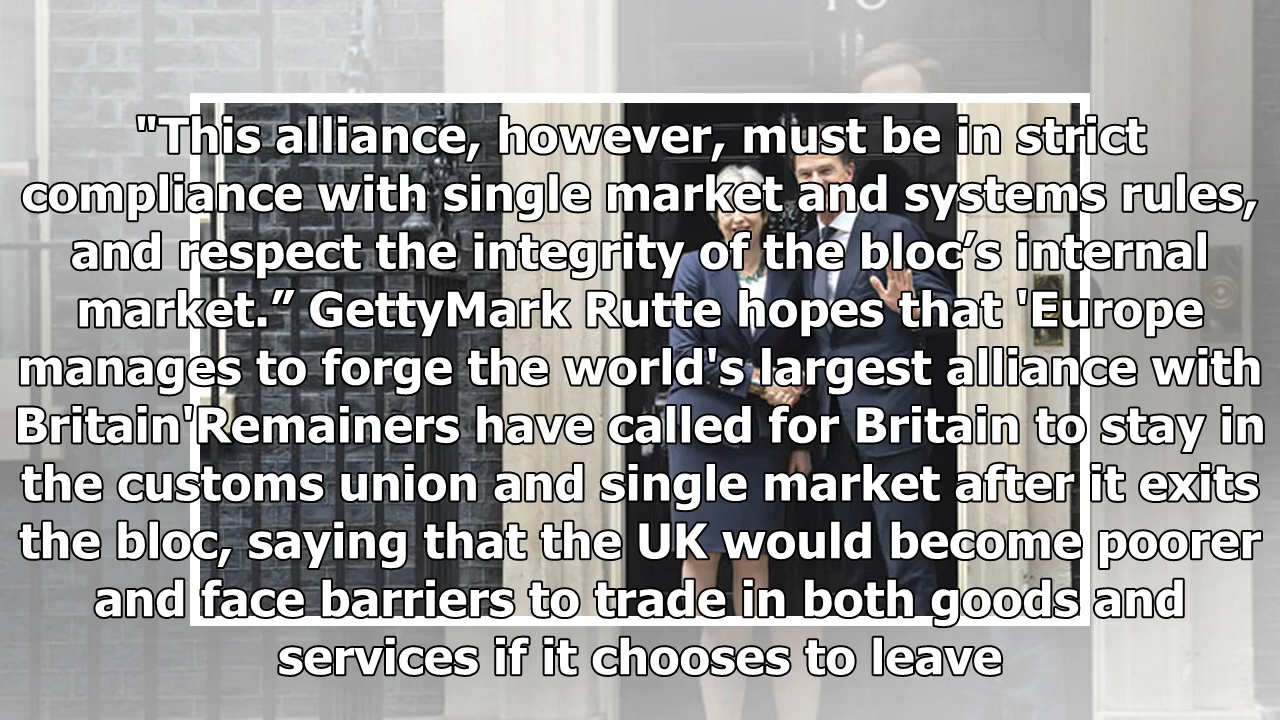 10
"This alliance, however, must be in strict
compliance with single market and systems rules,
and respect the integrity of the bloc’s internal
market.” GettyMark Rutte hopes that 'Europe
manages to forge the world's largest alliance with
Britain'Remainers have called for Britain to stay in
the customs union and single market after it exits
the bloc, saying that the UK would become poorer
and face barriers to trade in both goods and
services if it chooses to leave